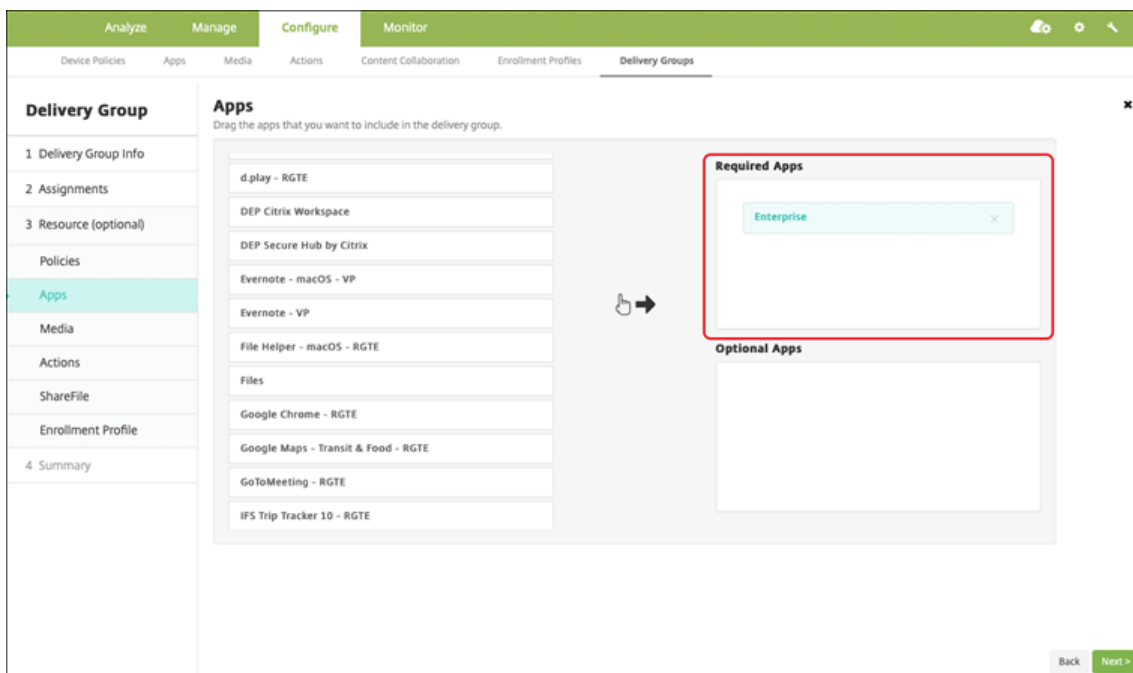 Analyze Manage Configure Monitor
Device Policies Apps Media Actions Content Collaboration Enrollment Profiles Delivery Groups
Delivery Group
1 Delivery Group Info
2 Assignments
3 Resource (optional)
Policies
Apps
Media
Actions
ShareFile
Enrollment Profile
4 Summary
Apps
Drag the apps that you want to include in the delivery group.
d.play - RGTE
DEP Citrix Workspace
DEP Secure Hub by Citrix
Evernote - macOS - VP
Evernote - VP
File Helper - macOS - RGTE
Files
Google Chrome - RGTE
Google Maps - Transit & Food - RGTE
GoToMeeting - RGTE
IFS Trip Tracker 10 - RGTE
Required Apps
Enterprise
Optional Apps
Back Next >